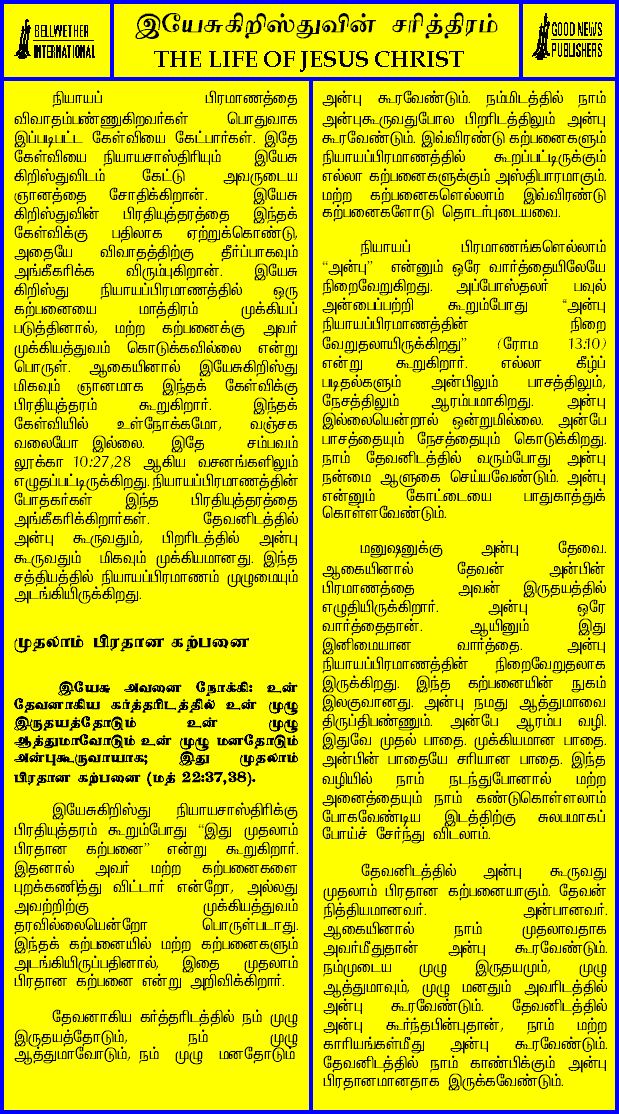 BELLWETHER
INTERNATIONAL
இயேசுகிறிஸ்துவின் சரித்திரம்
THE LIFE OF JESUS CHRIST
GOOD NEWS
PUBLISHERS
நியாயப் பிரமாணத்தை
விவாதம்பண்ணுகிறவர்கள் பொதுவாக
இப்படிபட்ட கேள்வியை கேட்பார்கள். இதே
கேள்வியை நியாயசாஸ்திரியும் இயேசு
கிறிஸ்துவிடம் கேட்டு அவருடைய
ஞானத்தை சோதிக்கிறான். இயேசு
கிறிஸ்துவின் பிரதியுத்தரத்தை இந்தக்
கேள்விக்கு பதிலாக ஏற்றுக்கொண்டு,
அதையே விவாதத்திற்கு தீர்ப்பாகவும்
அங்கீகரிக்க விரும்புகிறான். இயேசு
கிறிஸ்து நியாயப்பிரமாணத்தில் ஒரு
கற்பனையை மாத்திரம் முக்கியப்
படுத்தினால், மற்ற கற்பனைக்கு அவர்
முக்கியத்துவம் கொடுக்கவில்லை என்று
பொருள். ஆகையினால் இயேசுகிறிஸ்து
மிகவும் ஞானமாக இந்தக் கேள்விக்கு
பிரதியுத்தரம் கூறுகிறார். இந்தக்
கேள்வியில் உள்நோக்கமோ, வஞ்சக
வலையோ இல்லை. இதே சம்பவம்
லூக்கா 10:27,28 ஆகிய வசனங்களிலும்
எழுதப்பட்டிருக்கிறது. நியாயப்பிரமாணத்தின்
போதகர்கள் இந்த பிரதியுத்தரத்தை
அங்கீகரிக்கிறார்கள். தேவனிடத்தில்
அன்பு கூருவதும், பிறரிடத்தில் அன்பு
கூருவதும் மிகவும் முக்கியமானது. இந்த
சத்தியத்தில் நியாயப்பிரமாணம் முழுமையும்
அடங்கியிருக்கிறது.
முதலாம் பிரதான கற்பனை
இயேசு அவனை நோக்கி: உன்
தேவனாகிய கர்த்தரிடத்தில் உன் முழு
இருதயத்தோடும் உன் முழு
ஆத்துமாவோடும் உன் முழு மனதோடும்
அன்புகூருவாயாக; இது முதலாம்
பிரதான கற்பனை (மத் 22:37,38).
இயேசுகிறிஸ்து நியாயசாஸ்திரிக்கு
பிரதியுத்தரம் கூறும்போது “இது முதலாம்
பிரதான கற்பனை” என்று கூறுகிறார்.
இதனால் அவர் மற்ற கற்பனைகளை
புறக்கணித்து விட்டார் என்றோ, அல்லது
அவற்றிற்கு முக்கியத்துவம்
தரவில்லையென்றோ பொருள்படாது.
இந்தக் கற்பனையில் மற்ற கற்பனைகளும்
அடங்கியிருப்பதினால், இதை முதலாம்
பிரதான கற்பனை என்று அறிவிக்கிறார்.
தேவனாகிய கர்த்தரிடத்தில் நம் முழு
இருதயத்தோடும், நம் முழு
ஆத்துமாவோடும், நம் முழு மனதோடும்
அன்பு கூரவேண்டும். நம்மிடத்தில் நாம்
அன்புகூருவதுபோல பிறரிடத்திலும் அன்பு
கூரவேண்டும். இவ்விரண்டு கற்பனைகளும்
நியாயப்பிரமாணத்தில் கூறப்பட்டிருக்கும்
எல்லா கற்பனைகளுக்கும் அஸ்திபாரமாகும்.
மற்ற கற்பனைகளெல்லாம் இவ்விரண்டு
கற்பனைகளோடு தொடர்புடையவை.
நியாயப் பிரமாணங்களெல்லாம்
“அன்பு” என்னும் ஒரே வார்த்தையிலேயே
நிறைவேறுகிறது. அப்போஸ்தலர் பவுல்
அன்பைப்பற்றி கூறும்போது “அன்பு
நியாயப்பிரமாணத்தின் நிறை
வேறுதலாயிருக்கிறது” (ரோம 13:10)
என்று கூறுகிறார். எல்லா கீழ்ப்
படிதல்களும் அன்பிலும் பாசத்திலும்,
நேசத்திலும் ஆரம்பமாகிறது. அன்பு
இல்லையென்றால் ஒன்றுமில்லை. அன்பே
பாசத்தையும் நேசத்தையும் கொடுக்கிறது.
நாம் தேவனிடத்தில் வரும்போது அன்பு
நன்மை ஆளுகை செய்யவேண்டும். அன்பு
என்னும் கோட்டையை பாதுகாத்துக்
கொள்ளவேண்டும்.
மனுஷனுக்கு அன்பு தேவை.
ஆகையினால் தேவன் அன்பின்
பிரமாணத்தை அவன் இருதயத்தில்
எழுதியிருக்கிறார். அன்பு ஒரே
வார்த்தைதான். ஆயினும் இது
இனிமையான வார்த்தை. அன்பு
நியாயப்பிரமாணத்தின் நிறைவேறுதலாக
இருக்கிறது. இந்த கற்பனையின் நுகம்
இலகுவானது. அன்பு நமது ஆத்துமாவை
திருப்திபண்ணும். அன்பே ஆரம்ப வழி.
இதுவே முதல் பாதை. முக்கியமான பாதை.
அன்பின் பாதையே சரியான பாதை. இந்த
வழியில் நாம் நடந்துபோனால் மற்ற
அனைத்தையும் நாம் கண்டுகொள்ளலாம்
போகவேண்டிய இடத்திற்கு சுலபமாகப்
போய்ச் சேர்ந்து விடலாம்.
தேவனிடத்தில் அன்பு கூருவது
முதலாம் பிரதான கற்பனையாகும். தேவன்
நித்தியமானவர். அன்பானவர்.
ஆகையினால் நாம் முதலாவதாக
அவர்மீதுதான் அன்பு கூரவேண்டும்.
நம்முடைய முழு இருதயமும், முழு
ஆத்துமாவும், முழு மனதும் அவரிடத்தில்
அன்பு கூரவேண்டும். தேவனிடத்தில்
அன்பு கூர்ந்தபின்புதான், நாம் மற்ற
காரியங்கள்மீது அன்பு கூரவேண்டும்.
தேவனிடத்தில் நாம் காண்பிக்கும் அன்பு
பிரதானமானதாக இருக்கவேண்டும்.